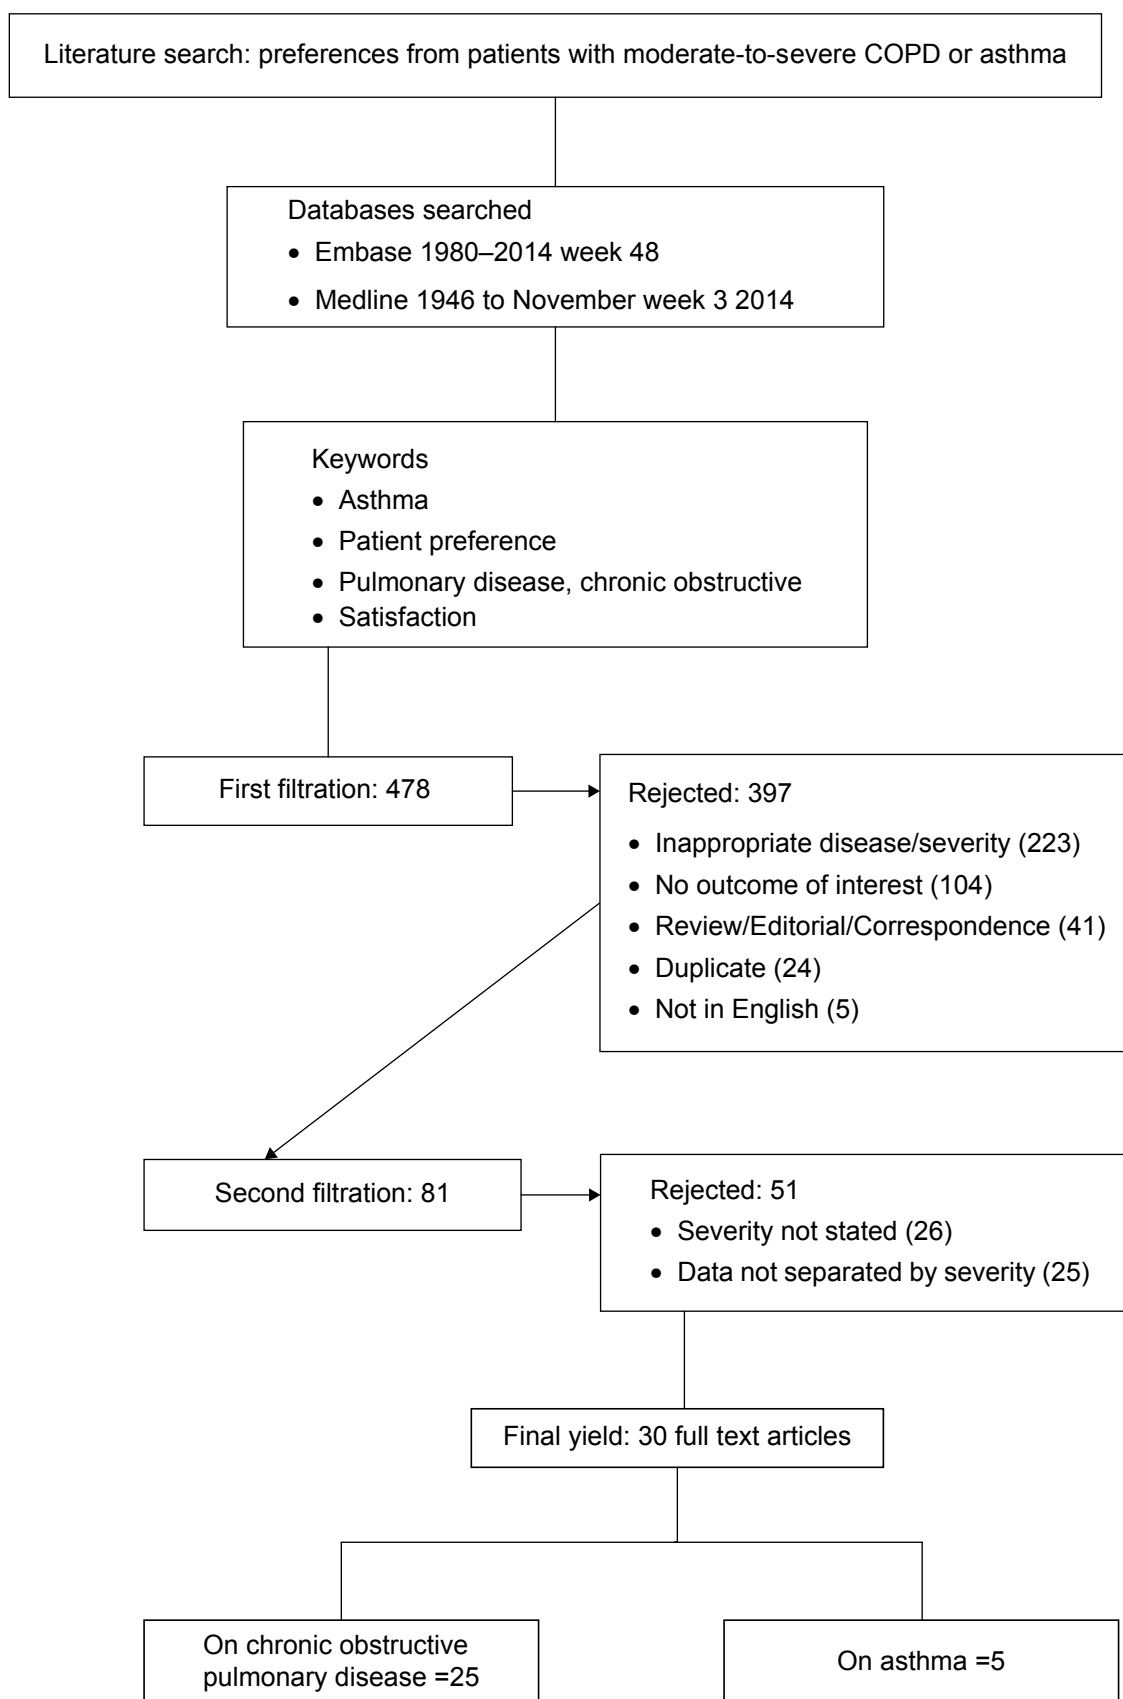 Literature search: preferences from patients with moderate-to-severe COPD or asthma
Databases searched
• Embase 1980–2014 week 48
• Medline 1946 to November week 3 2014
Keywords
• Asthma
• Patient preference
• Pulmonary disease, chronic obstructive
• Satisfaction
First filtration: 478
Rejected: 397
• Inappropriate disease/severity (223)
• No outcome of interest (104)
• Review/Editorial/Correspondence (41)
• Duplicate (24)
• Not in English (5)
Second filtration: 81
Rejected: 51
• Severity not stated (26)
• Data not separated by severity (25)
Final yield: 30 full text articles
On chronic obstructive
pulmonary disease =25
On asthma =5